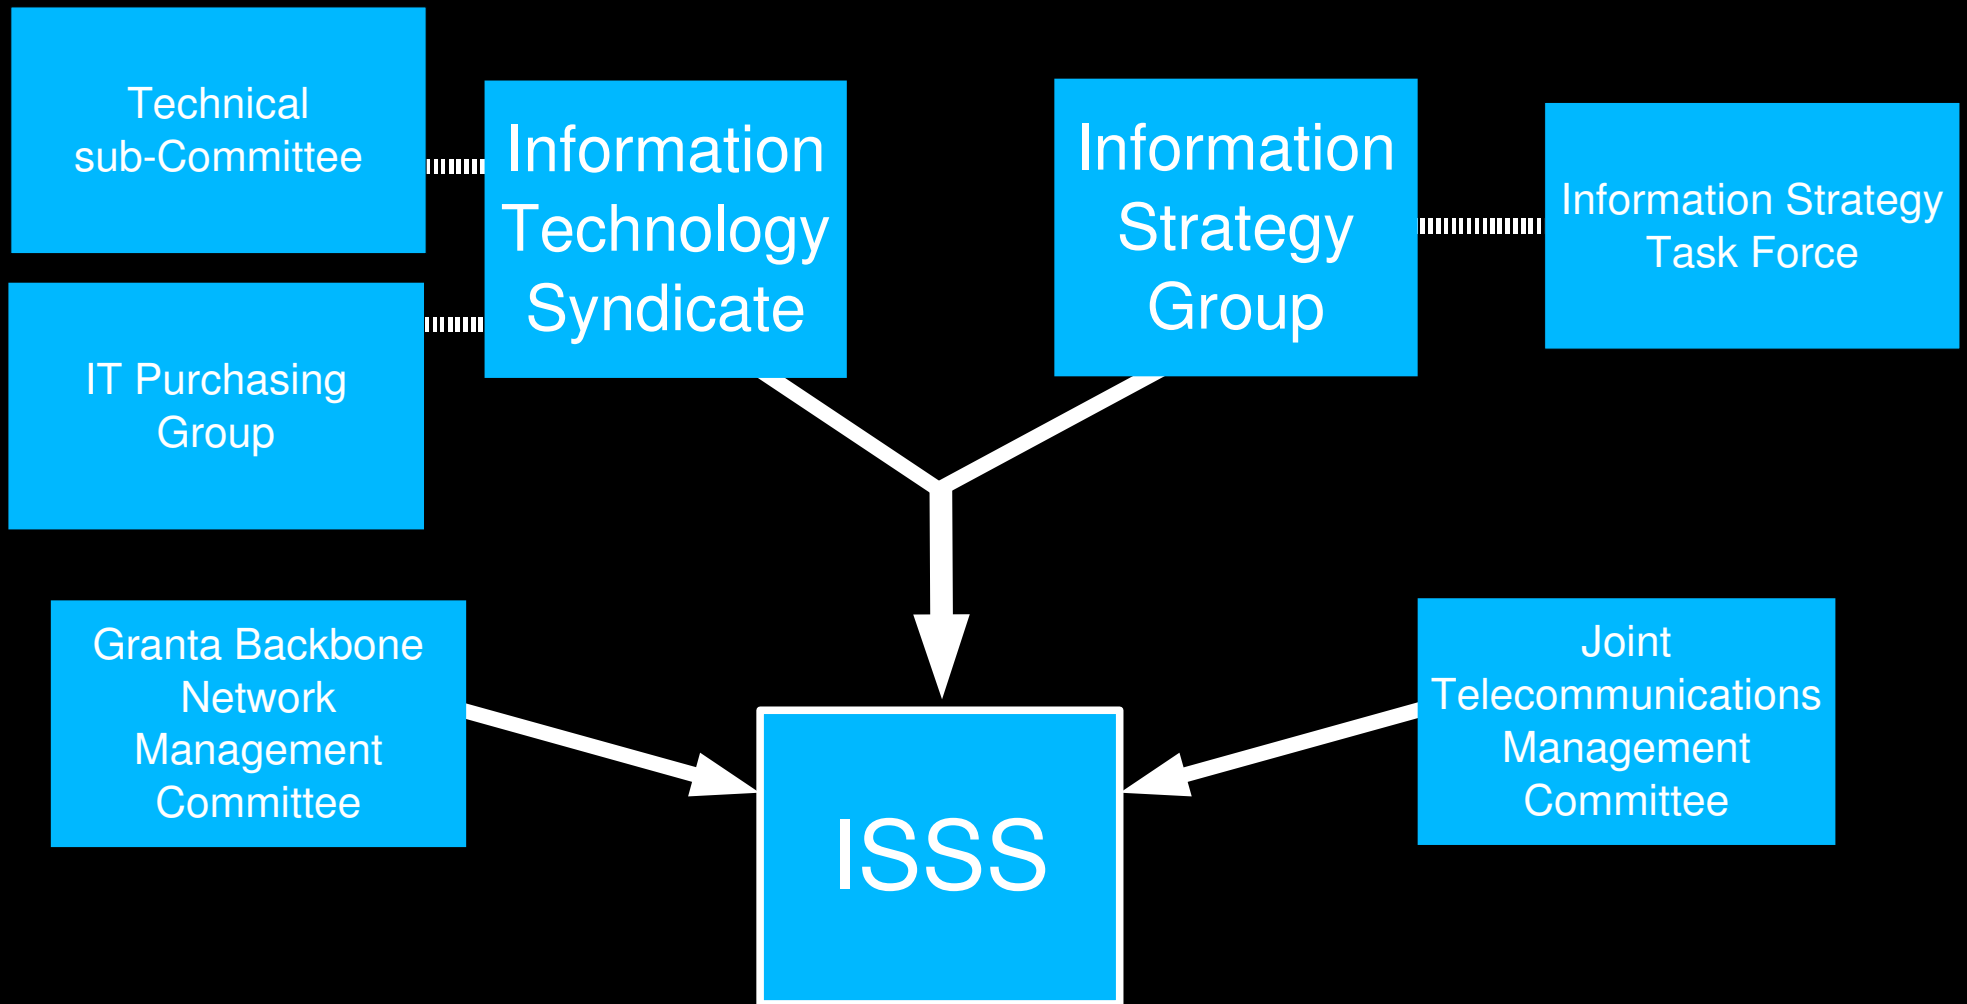 Technical
sub-Committee
Information
Technology
Syndicate
Information
Strategy
Group
Information Strategy
Task Force
IT Purchasing
Group
Granta Backbone
Network
Management
Committee
Joint
Telecommunications
Management
Committee
ISSS